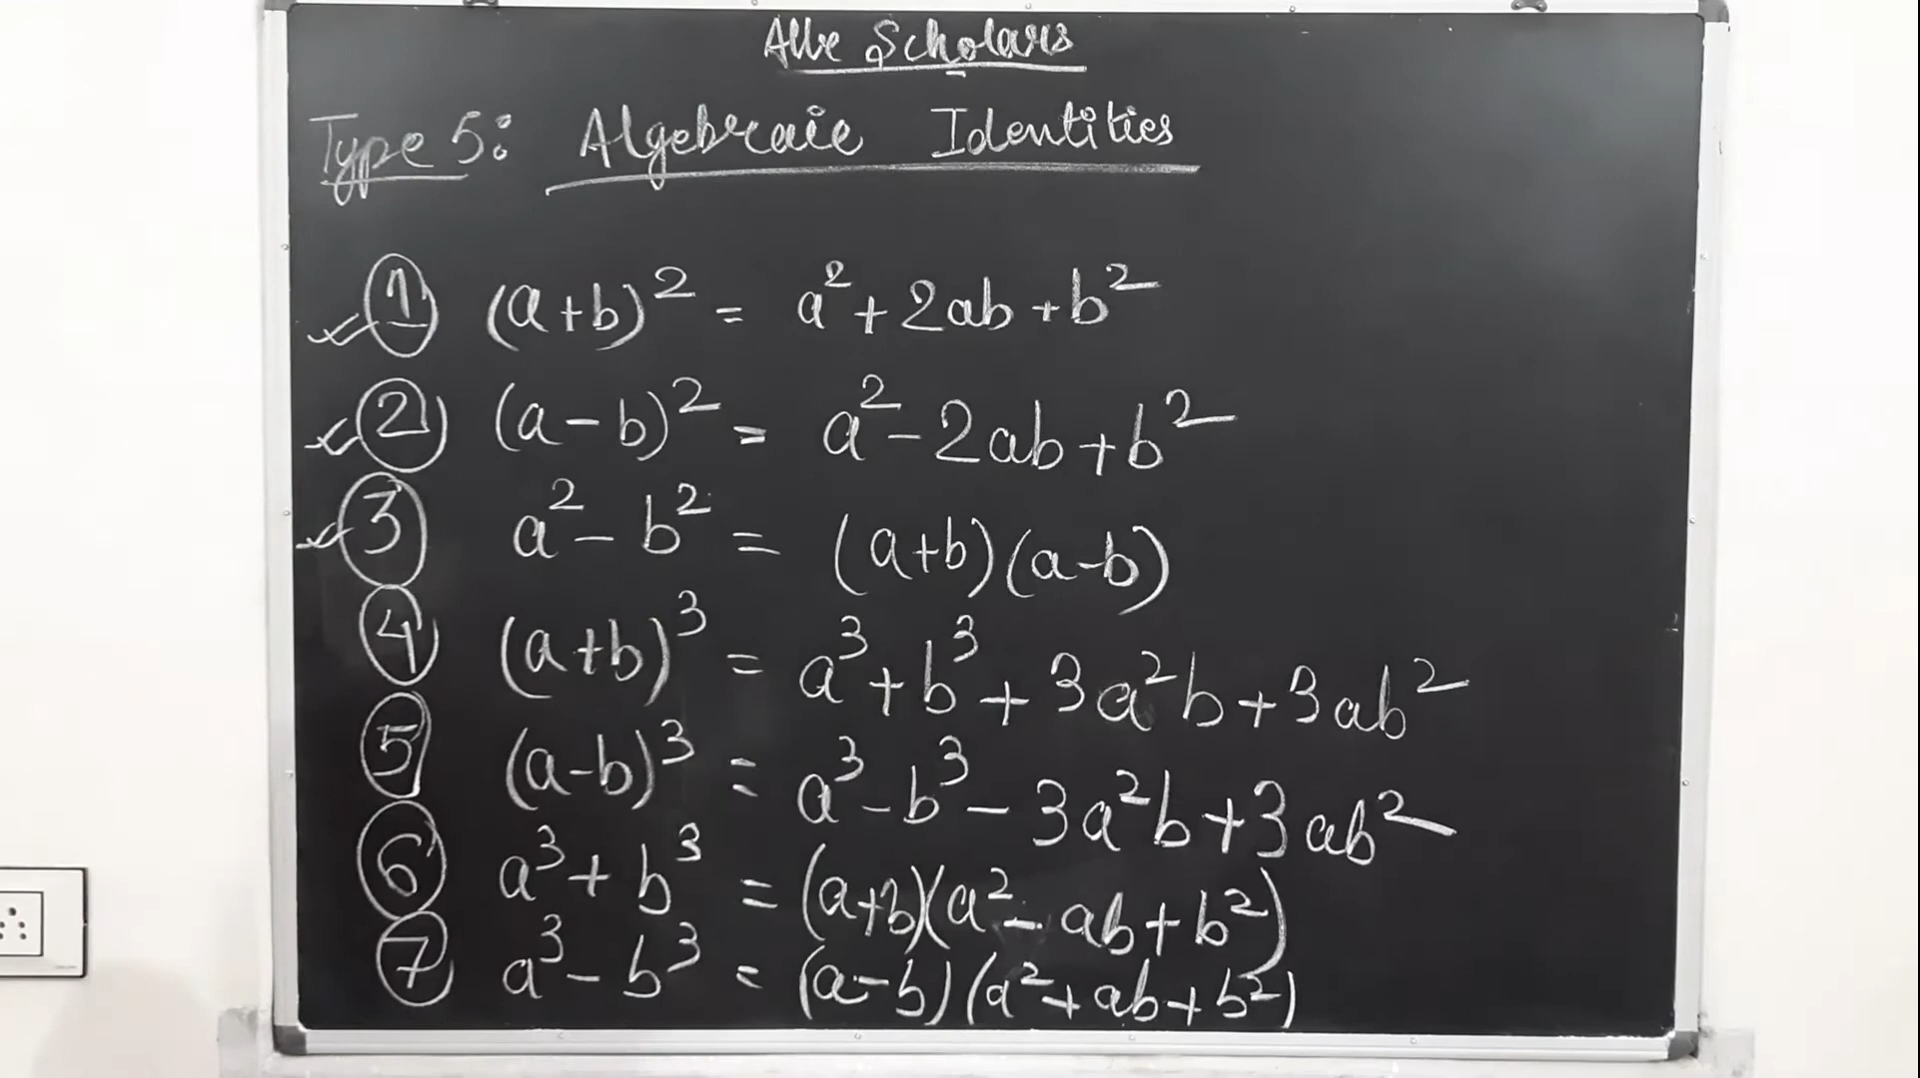 Alve Scholars
Type 5: Algebraic Identities
① (a+b)² = a²+2ab+b²
② (a-b)² = a²-2ab+b²
③ a²-b² = (a+b)(a-b)
④ (a+b)³ = a³+b³+3a²b+3ab²
⑤ (a-b)³ = a³-b³-3a²b+3ab²
⑥ a³+b³ = (a+b)(a²-ab+b²)
⑦ a³-b³ = (a-b)(a²+ab+b²)